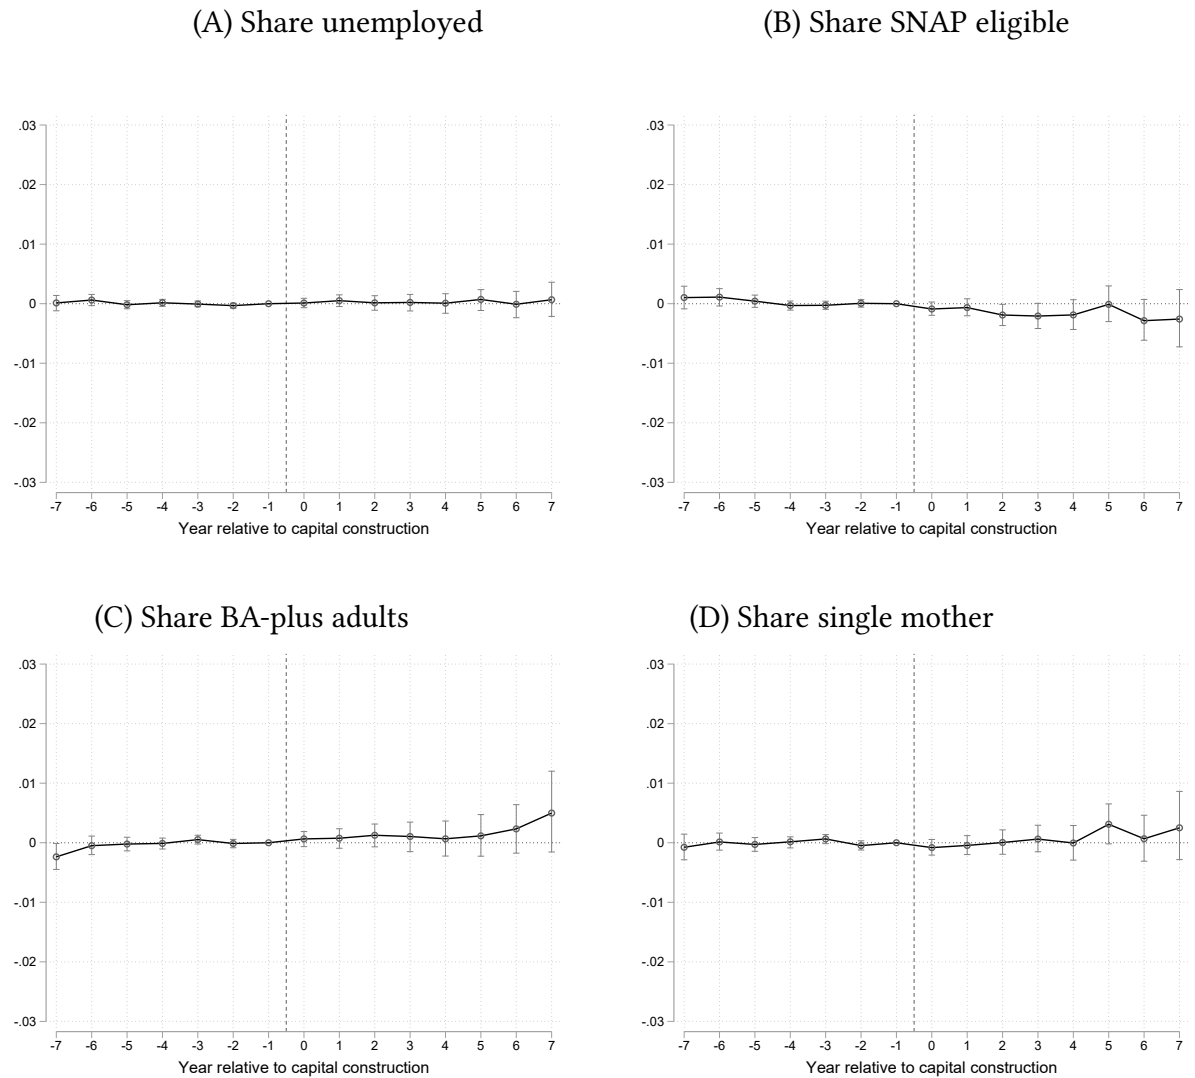 (A) Share unemployed
.03
.02
.01
0
-.01
-.02
-.03
-7 -6 -5 -4 -3 -2 -1 0 1 2 3 4 5 6 7
Year relative to capital construction
(B) Share SNAP eligible
.03
.02
.01
0
-.01
-.02
-.03
-7 -6 -5 -4 -3 -2 -1 0 1 2 3 4 5 6 7
Year relative to capital construction
(C) Share BA-plus adults
.03
.02
.01
0
-.01
-.02
-.03
-7 -6 -5 -4 -3 -2 -1 0 1 2 3 4 5 6 7
Year relative to capital construction
(D) Share single mother
.03
.02
.01
0
-.01
-.02
-.03
-7 -6 -5 -4 -3 -2 -1 0 1 2 3 4 5 6 7
Year relative to capital construction